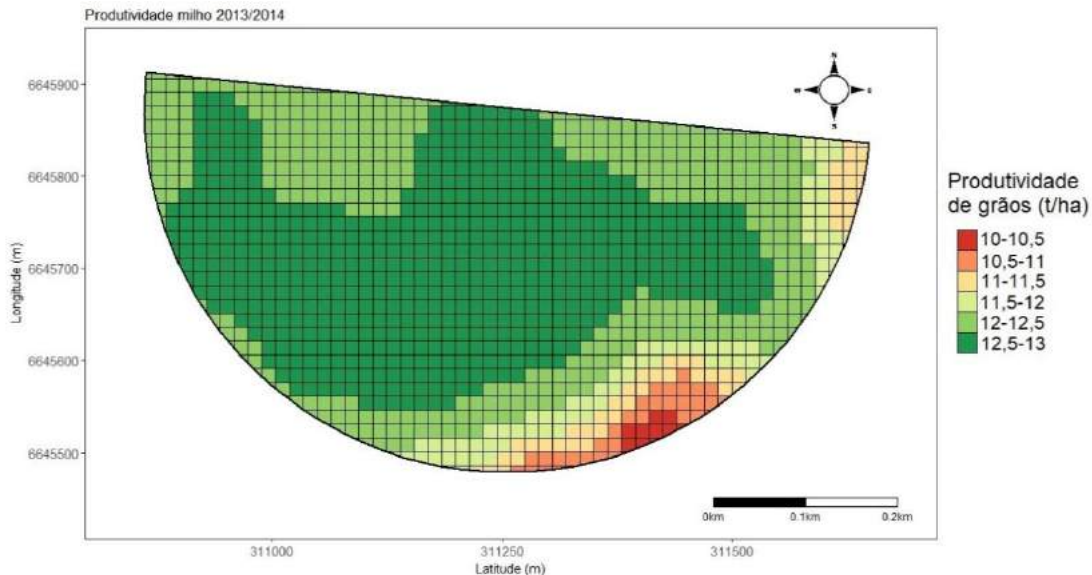 Produtividade milho 2013/2014
6645900
6645800
6645700
6645600
6645500
Longitude (m)
311000
311250
311500
Latitude (m)
N
S
0km
0.1km
0.2km
Produtividade
de grãos (t/ha)
10-10,5
10,5-11
11-11,5
11,5-12
12-12,5
12,5-13